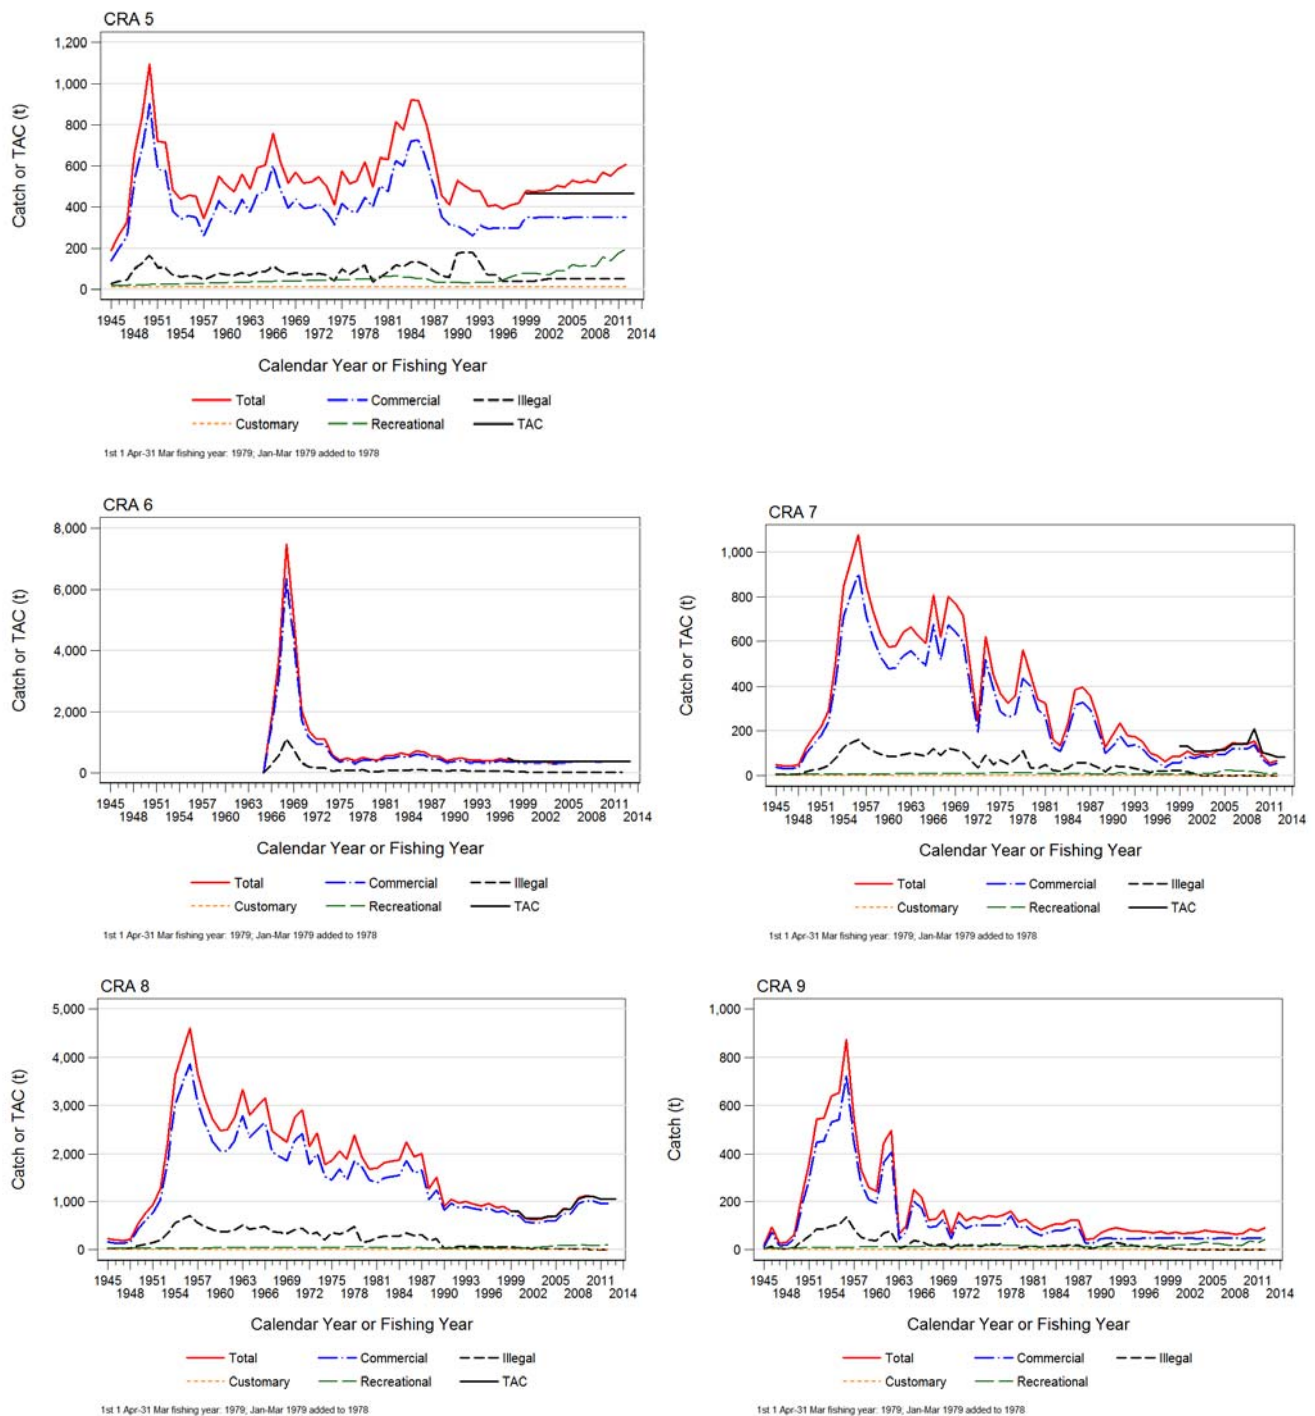 CRA 5
1,200
1,000
800
600
400
200
0
Catch or TAC (t)
1945 1951 1957 1963 1969 1975 1981 1987 1993 1999 2005 2011
1948 1954 1960 1966 1972 1978 1984 1990 1996 2002 2008 2014
Calendar Year or Fishing Year
Total Commercial Illegal
Customary Recreational TAC
1st 1 Apr-31 Mar fishing year: 1979; Jan-Mar 1979 added to 1978
CRA 6
8,000
6,000
4,000
2,000
0
Catch or TAC (t)
1945 1951 1957 1963 1969 1975 1981 1987 1993 1999 2005 2011
1948 1954 1960 1966 1972 1978 1984 1990 1996 2002 2008 2014
Calendar Year or Fishing Year
Total Commercial Illegal
Customary Recreational TAC
1st 1 Apr-31 Mar fishing year: 1979; Jan-Mar 1979 added to 1978
CRA 7
1,000
800
600
400
200
0
Catch or TAC (t)
1945 1951 1957 1963 1969 1975 1981 1987 1993 1999 2005 2011
1948 1954 1960 1966 1972 1978 1984 1990 1996 2002 2008 2014
Calendar Year or Fishing Year
Total Commercial Illegal
Customary Recreational TAC
1st 1 Apr-31 Mar fishing year: 1979; Jan-Mar 1979 added to 1978
CRA 8
5,000
4,000
3,000
2,000
1,000
0
Catch or TAC (t)
1945 1951 1957 1963 1969 1975 1981 1987 1993 1999 2005 2011
1948 1954 1960 1966 1972 1978 1984 1990 1996 2002 2008 2014
Calendar Year or Fishing Year
Total Commercial Illegal
Customary Recreational TAC
1st 1 Apr-31 Mar fishing year: 1979; Jan-Mar 1979 added to 1978
CRA 9
1,000
800
600
400
200
0
Catch (t)
1945 1951 1957 1963 1969 1975 1981 1987 1993 1999 2005 2011
1948 1954 1960 1966 1972 1978 1984 1990 1996 2002 2008 2014
Calendar Year or Fishing Year
Total Commercial Illegal
Customary Recreational
1st 1 Apr-31 Mar fishing year: 1979; Jan-Mar 1979 added to 1978